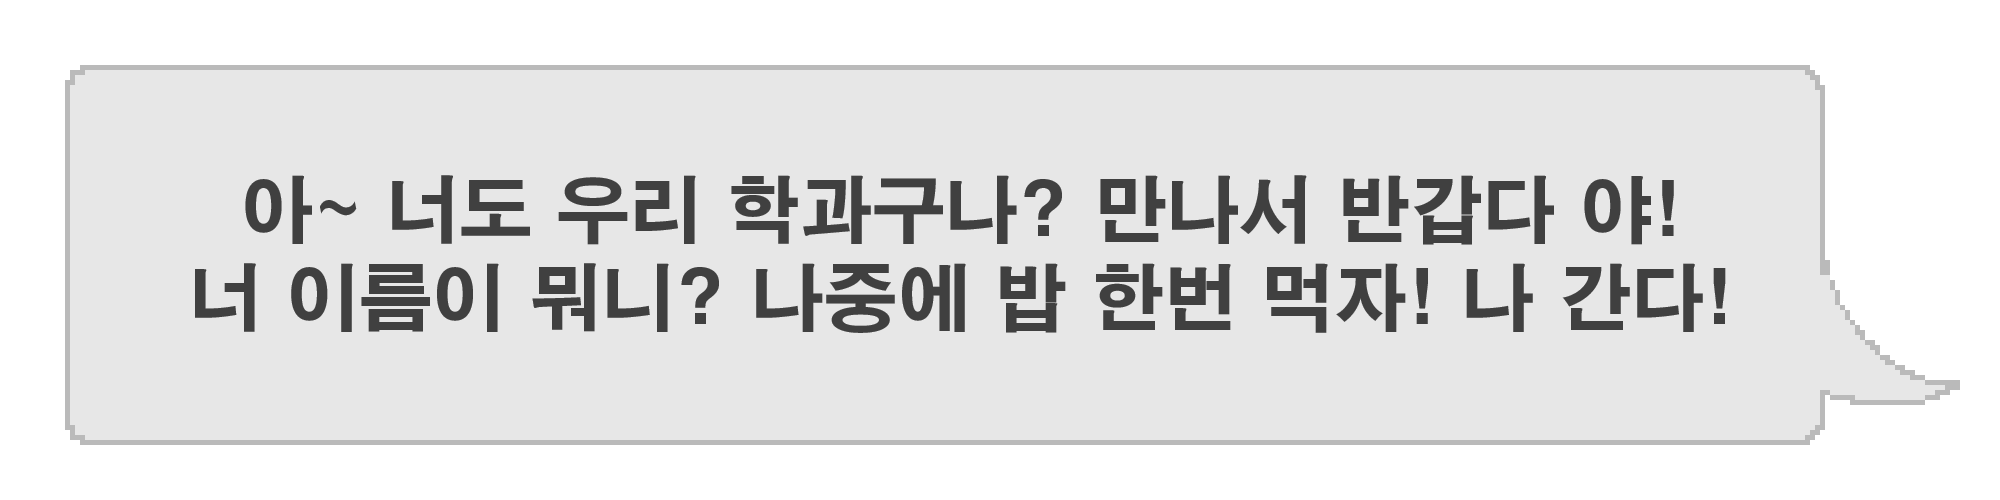 아~ 너도 우리 학과구나? 만나서 반갑다 야!
너 이름이 뭐니? 나중에 밥 한번 먹자! 나 간다!